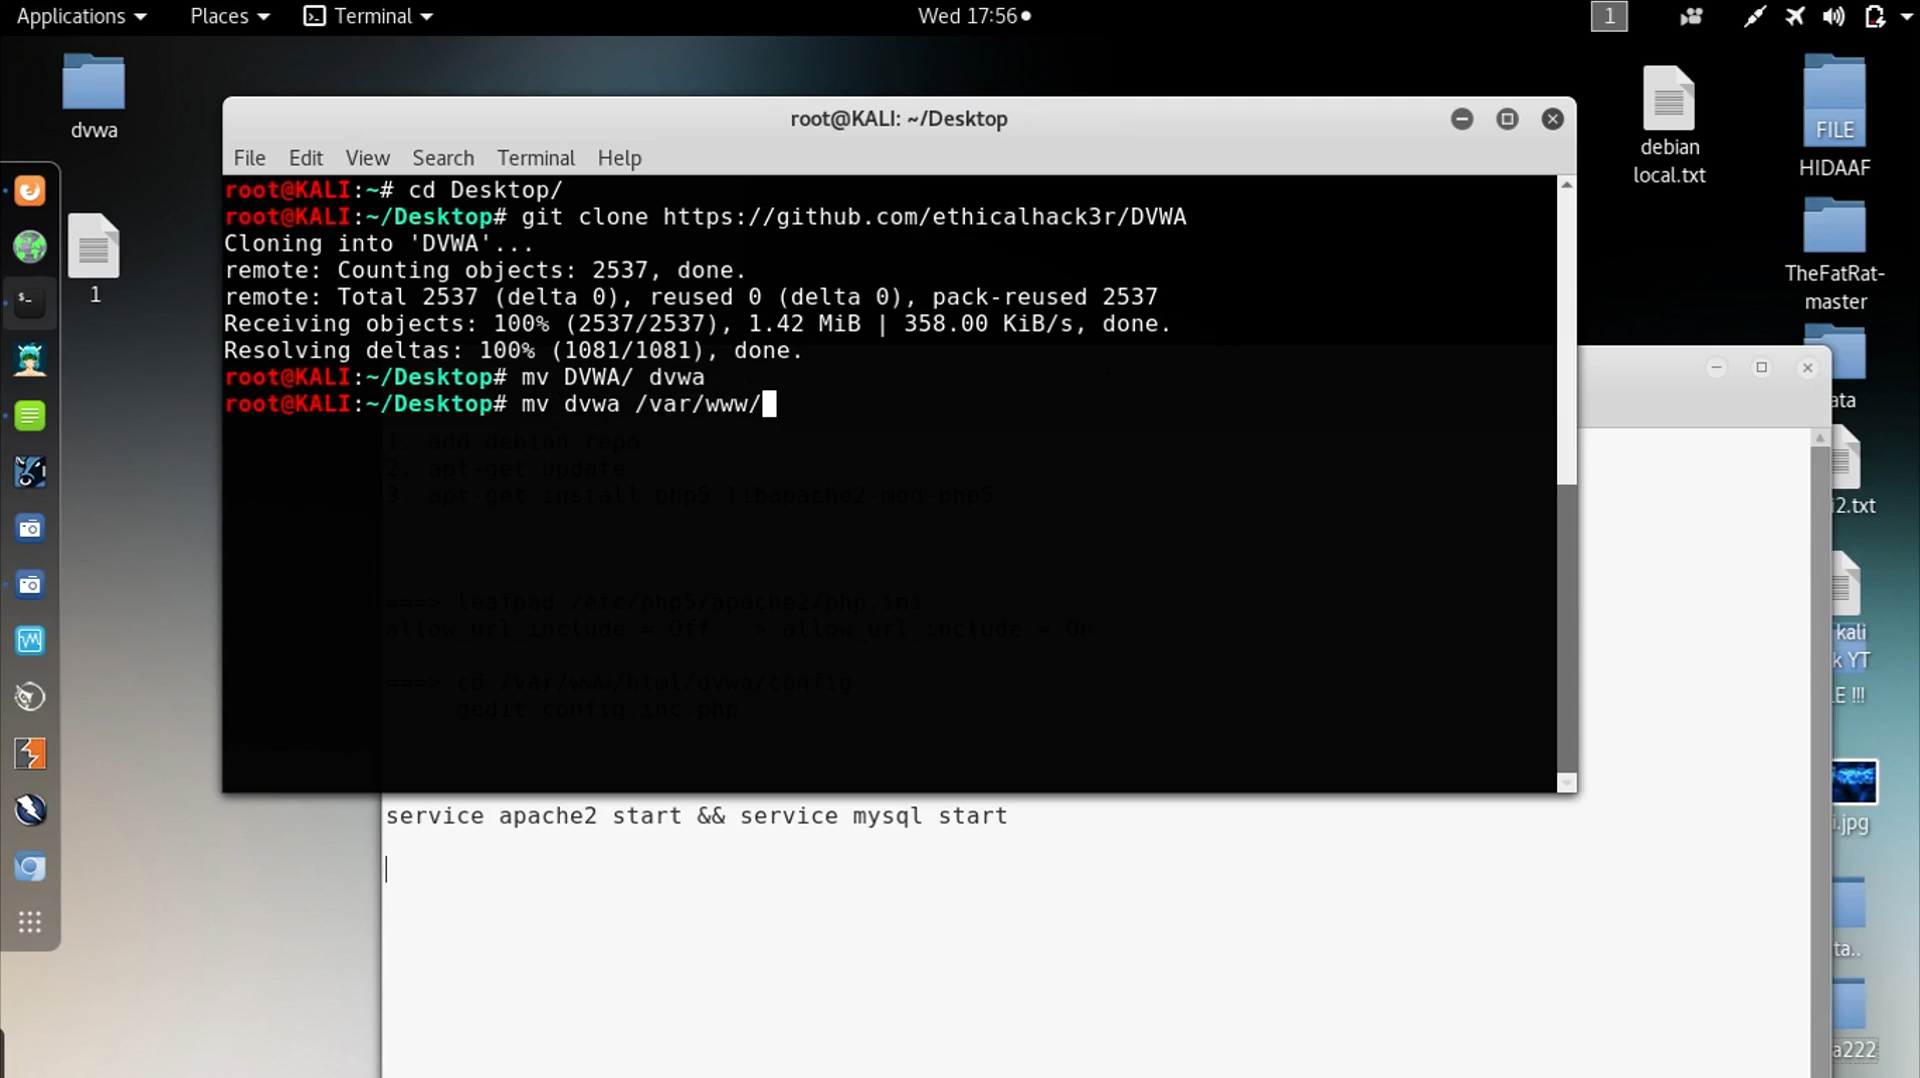 Applications Places Terminal Wed 17:56 1
dvwa
1
debian
local.txt
FILE
HIDAAF
TheFatRat-
master
root@KALI: ~/Desktop
File Edit View Search Terminal Help
root@KALI:~# cd Desktop/
root@KALI:~/Desktop# git clone https://github.com/ethicalhack3r/DVWA
Cloning into 'DVWA'...
remote: Counting objects: 2537, done.
remote: Total 2537 (delta 0), reused 0 (delta 0), pack-reused 2537
Receiving objects: 100% (2537/2537), 1.42 MiB | 358.00 KiB/s, done.
Resolving deltas: 100% (1081/1081), done.
root@KALI:~/Desktop# mv DVWA/ dvwa
root@KALI:~/Desktop# mv dvwa /var/www/
1. add debian repo
2. apt-get update
3. apt-get install php5 libapache2-mod-php5
===> leafpad /etc/php5/apache2/php.ini
allow_url_include = Off > allow_url_include = On
===> cd /var/www/html/dvwa/config
gedit config.inc.php
service apache2 start && service mysql start
ata
i2.txt
kali
k YT
E !!!
i.jpg
ta..
a222